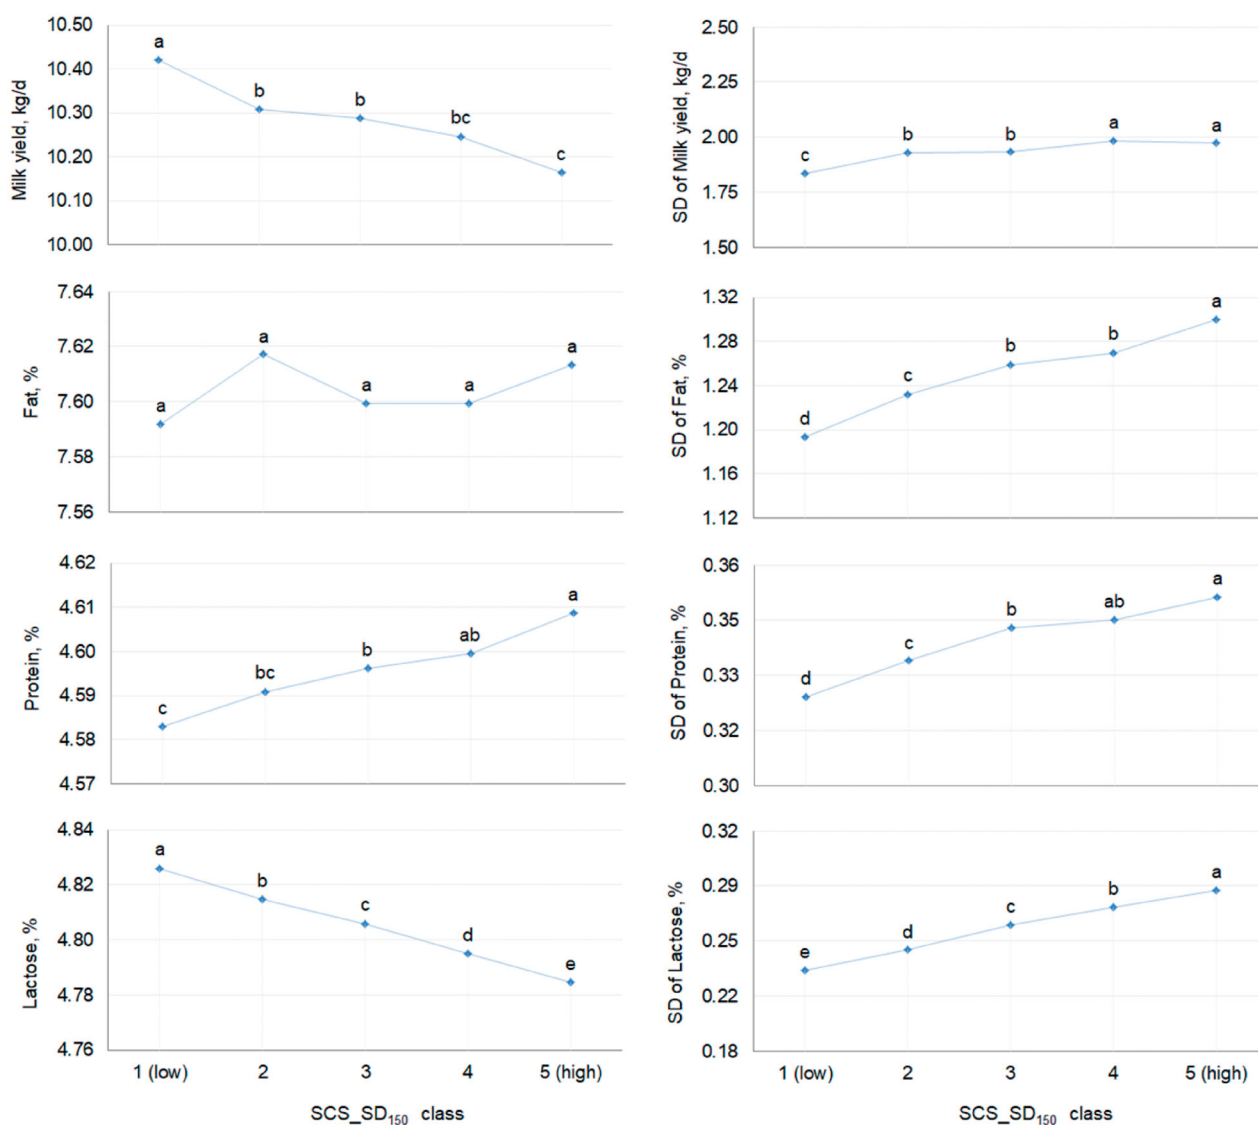 Milk yield, kg/d
10.50
10.40
10.30
10.20
10.10
10.00
a
b
b
bc
c
SD of Milk yield, kg/d
2.50
2.25
2.00
1.75
1.50
c
b
b
a
a
Fat, %
7.64
7.62
7.60
7.58
7.56
a
a
a
a
a
SD of Fat, %
1.32
1.28
1.24
1.20
1.16
1.12
d
c
b
b
a
Protein, %
4.62
4.61
4.60
4.59
4.58
4.57
c
bc
b
ab
a
SD of Protein, %
0.36
0.35
0.33
0.32
0.30
d
c
b
ab
a
Lactose, %
4.84
4.82
4.80
4.78
4.76
a
b
c
d
e
1 (low) 2 3 4 5 (high)
SCS_SD150 class
SD of Lactose, %
0.32
0.29
0.25
0.22
0.18
e
d
c
b
a
1 (low) 2 3 4 5 (high)
SCS_SD150 class